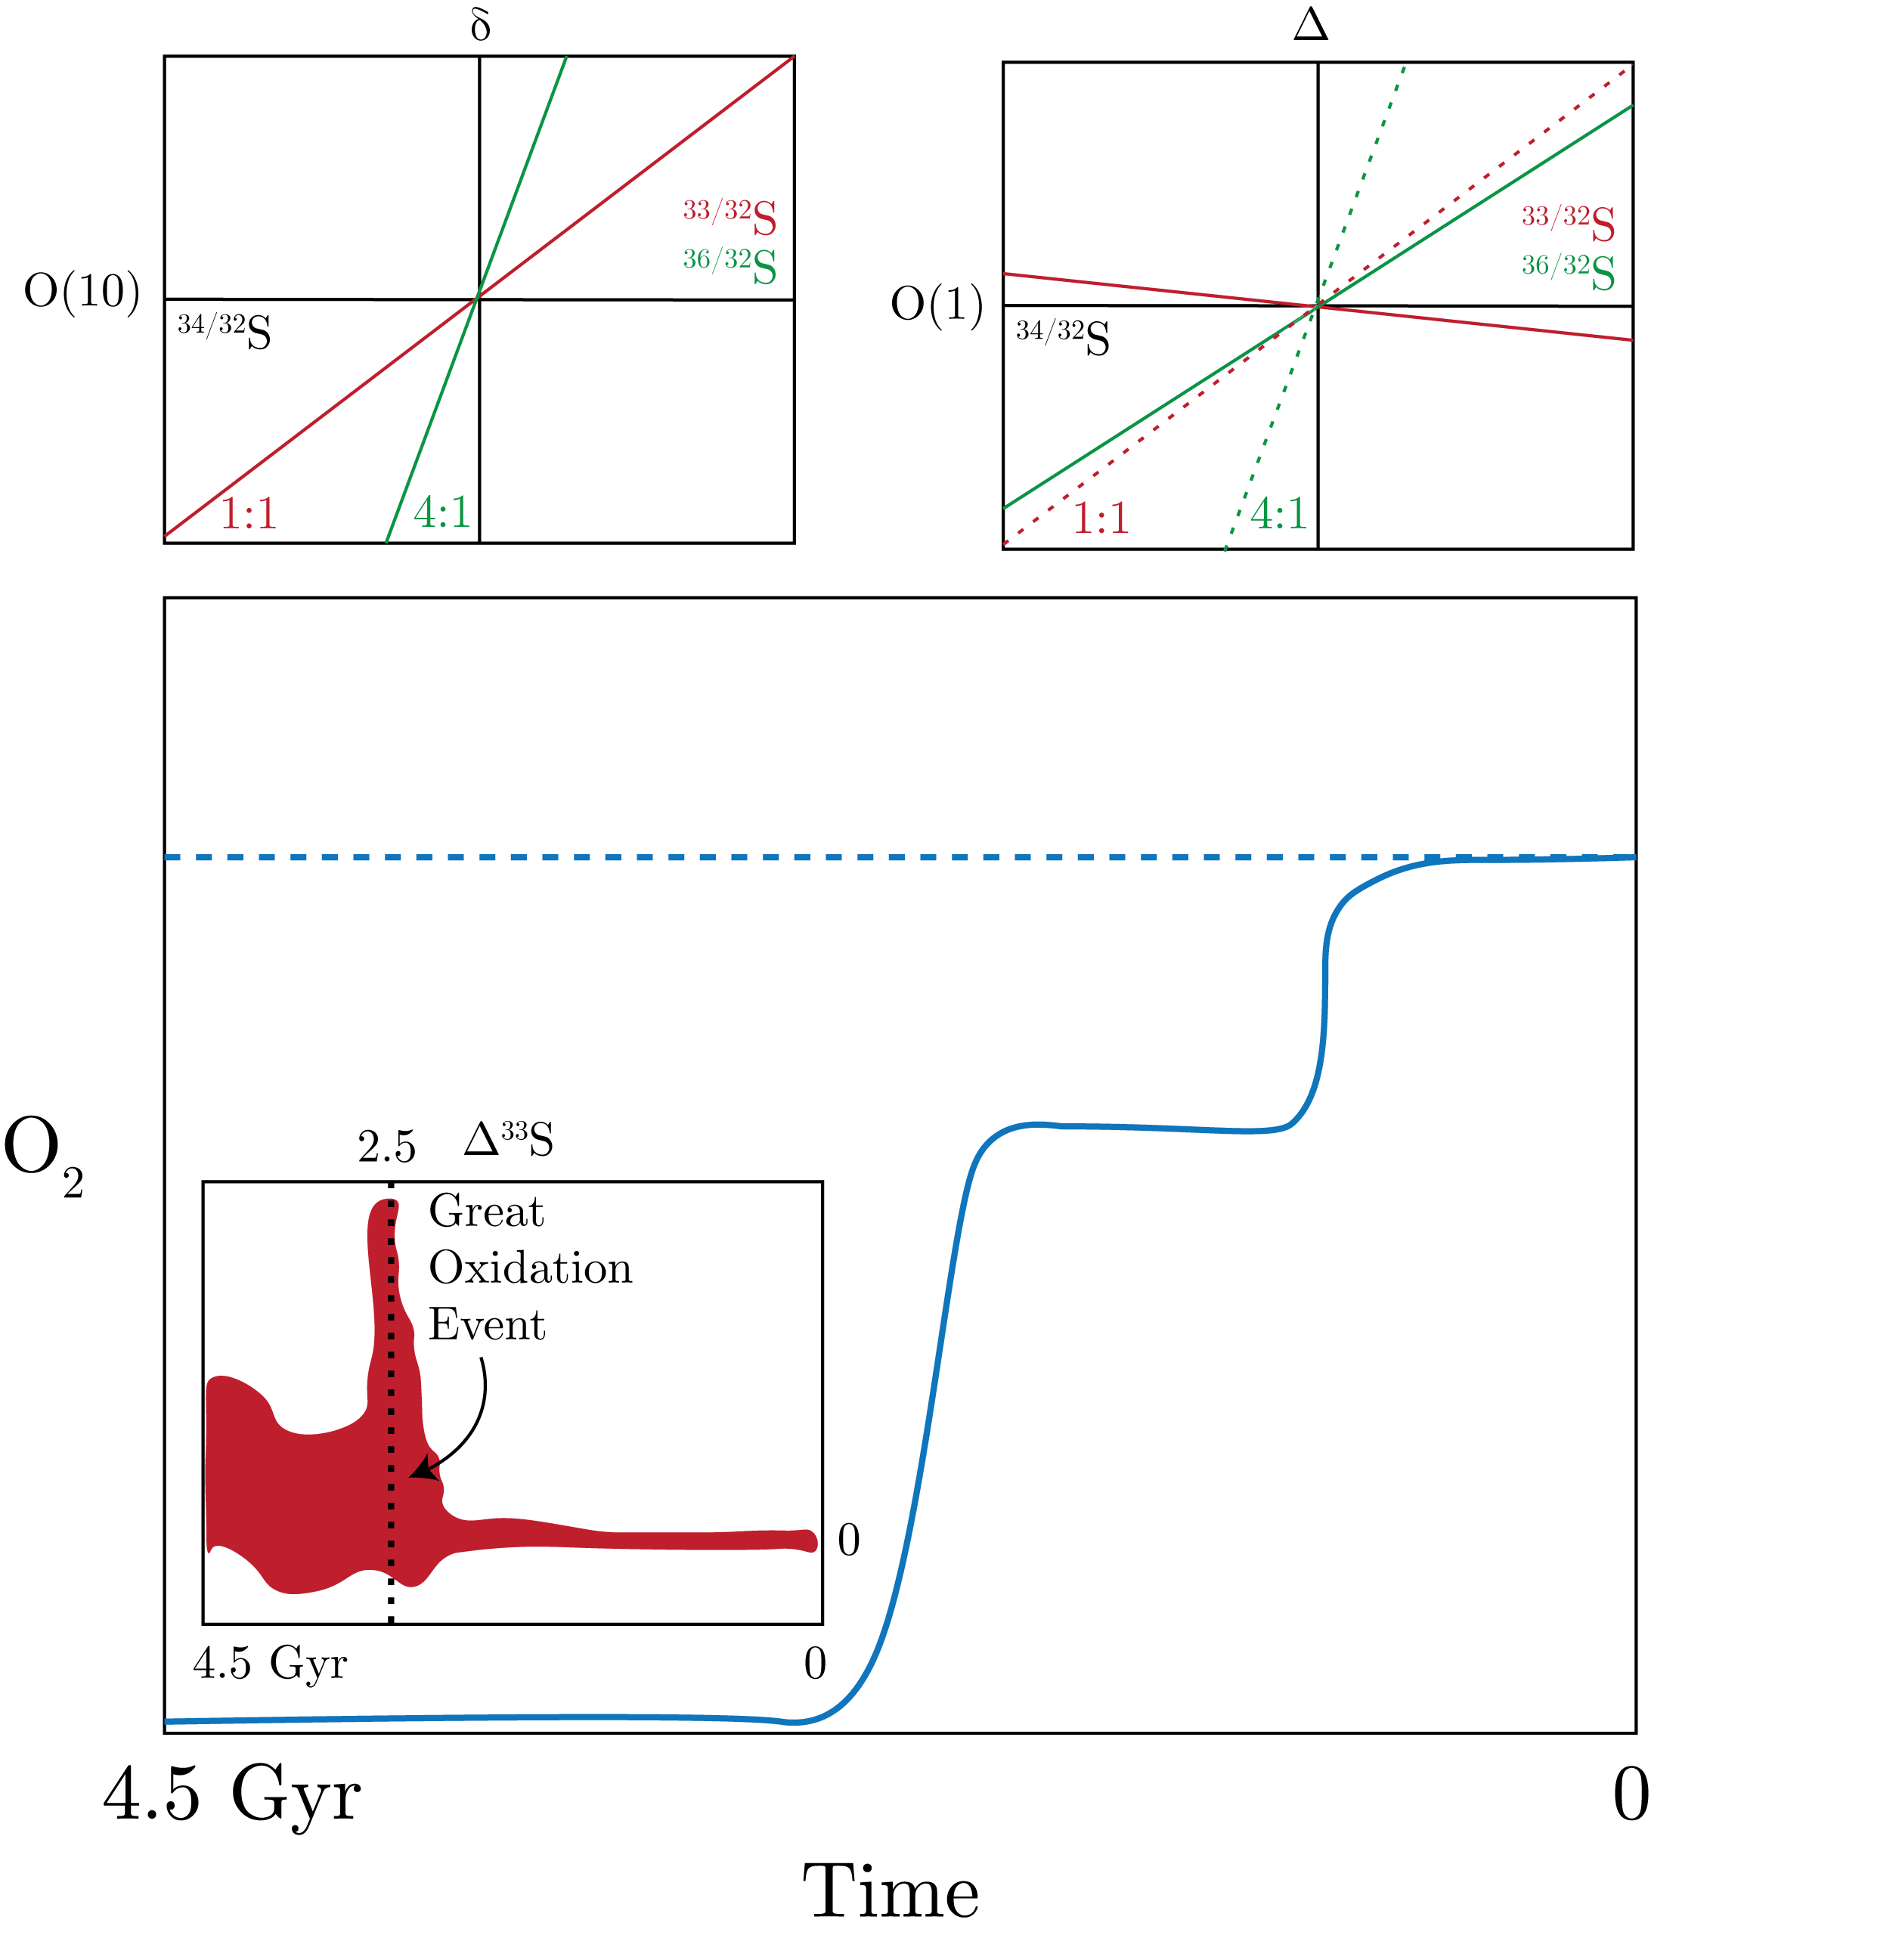 δ
Δ
O(10)
33/32S
36/32S
34/32S
1:1
4:1
O(1)
33/32S
36/32S
34/32S
1:1
4:1
O2
2.5
Δ33S
Great
Oxidation
Event
0
4.5 Gyr
0
4.5 Gyr
0
Time